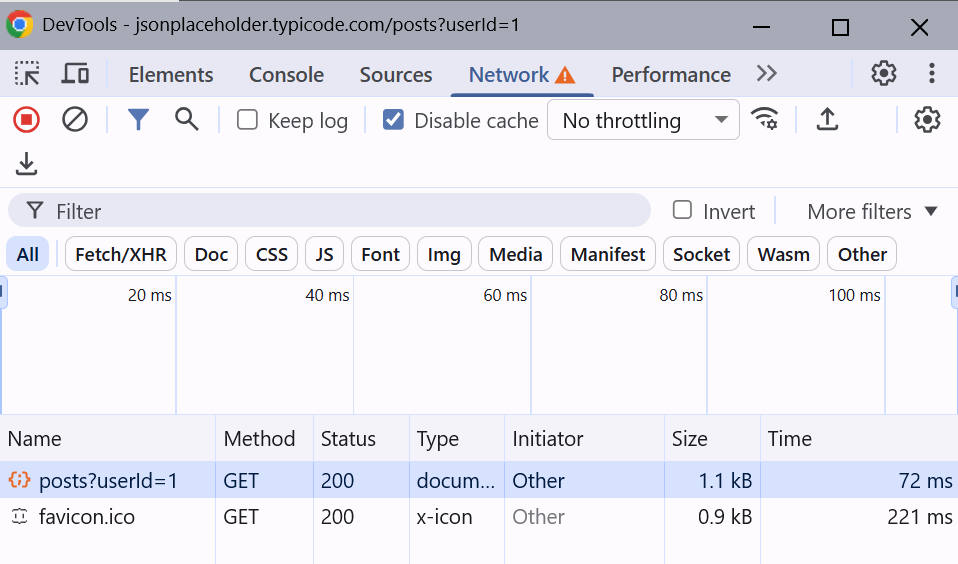 DevTools - jsonplaceholder.typicode.com/posts?userId=1
Elements Console Sources Network Performance
Keep log Disable cache No throttling
Filter Invert More filters
All Fetch/XHR Doc CSS JS Font Img Media Manifest Socket Wasm Other
20 ms 40 ms 60 ms 80 ms 100 ms
Name Method Status Type Initiator Size Time
posts?userId=1 GET 200 docum... Other 1.1 kB 72 ms
favicon.ico GET 200 x-icon Other 0.9 kB 221 ms